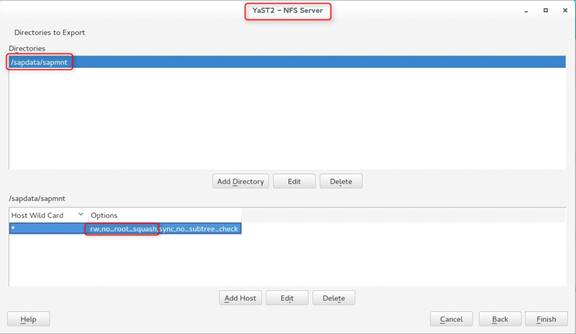 YaST2 - NFS Server
Directories to Export
Directories
/sapdata/sapmnt
Add Directory Edit Delete
/sapdata/sapmnt
Host Wild Card Options
* rw,no_root_squash,sync,no_subtree_check
Add Host Edit Delete
Help Cancel Back Finish